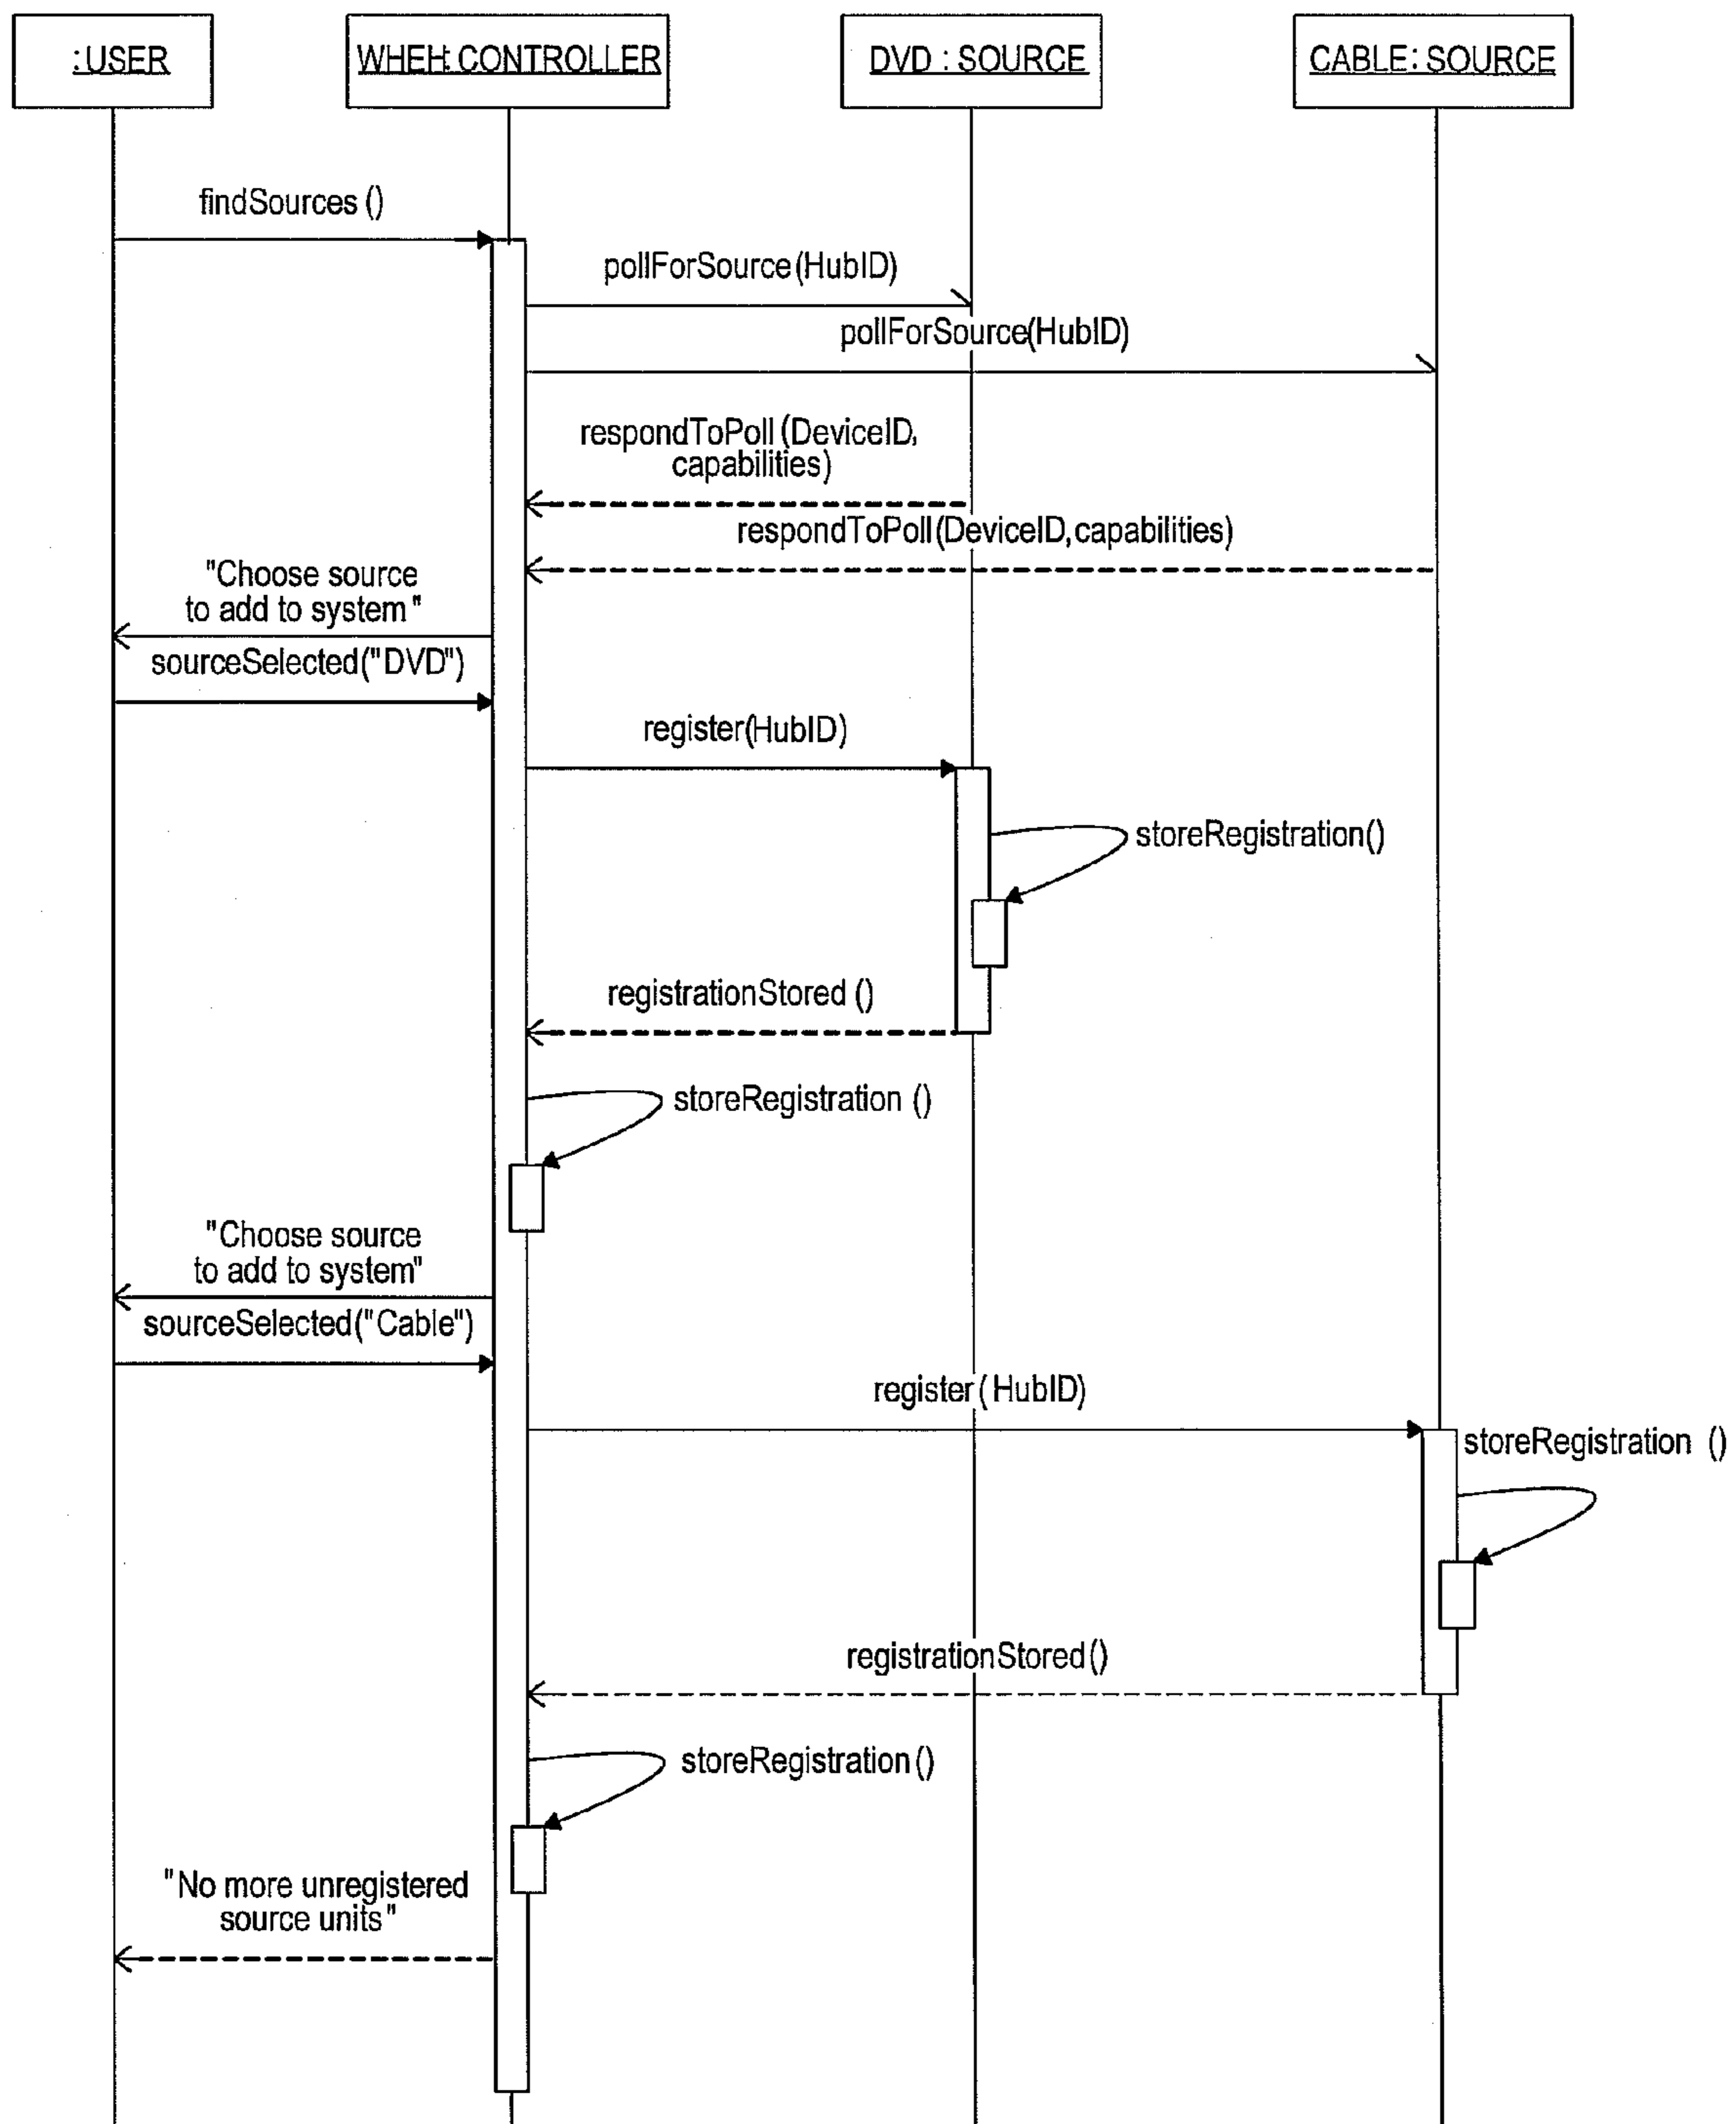 : USER
WHEH: CONTROLLER
DVD : SOURCE
CABLE: SOURCE
findSources ()
pollForSource (HubID)
pollForSource(HubID)
respondToPoll (DeviceID,
capabilities)
respondToPoll (DeviceID, capabilities)
"Choose source
to add to system"
sourceSelected("DVD")
register(HubID)
storeRegistration()
registrationStored ()
storeRegistration ()
"Choose source
to add to system"
sourceSelected("Cable")
register ( HubID)
storeRegistration ()
registrationStored ()
storeRegistration ()
"No more unregistered
source units"